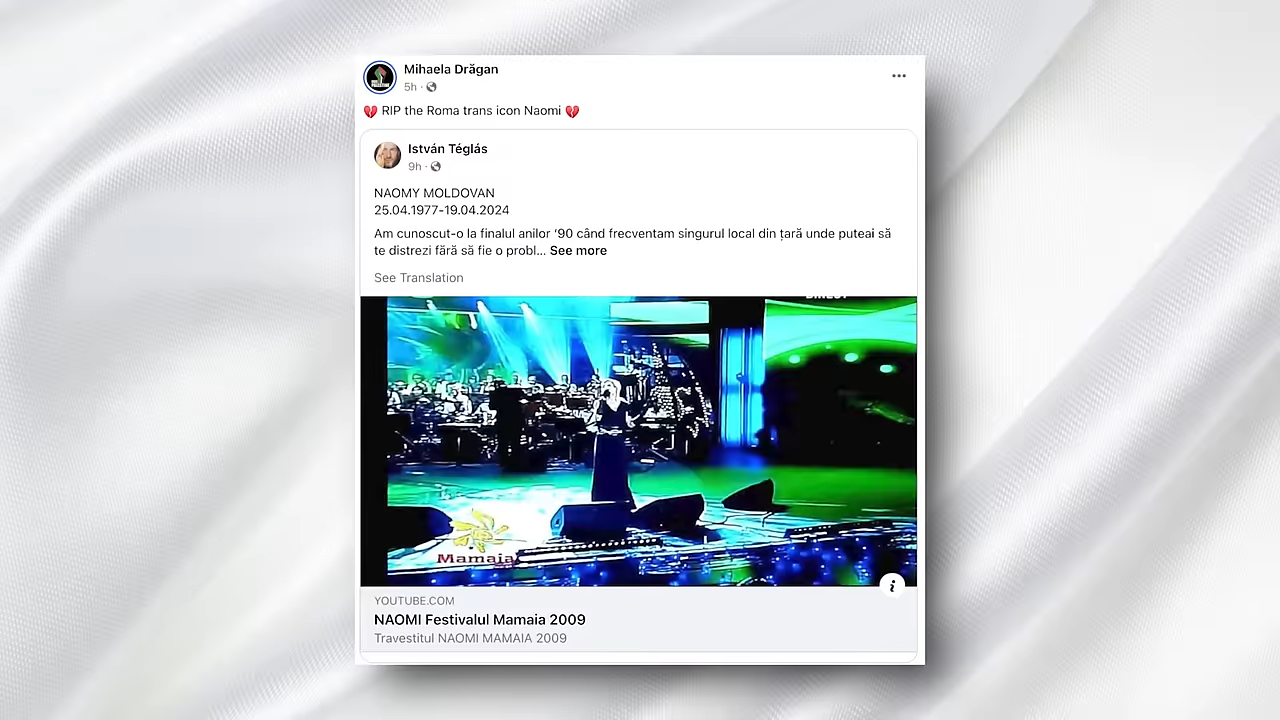 Mihaela Drăgan
5h ·
RIP the Roma trans icon Naomi
István Téglás
9h ·
NAOMY MOLDOVAN
25.04.1977-19.04.2024
Am cunoscut-o la finalul anilor ‘90 când frecventam singurul local din țară unde puteai să
te distrezi fără să fie o probl... See more
See Translation
Mamaia
YOUTUBE.COM
NAOMI Festivalul Mamaia 2009
Travestitul NAOMI MAMAIA 2009